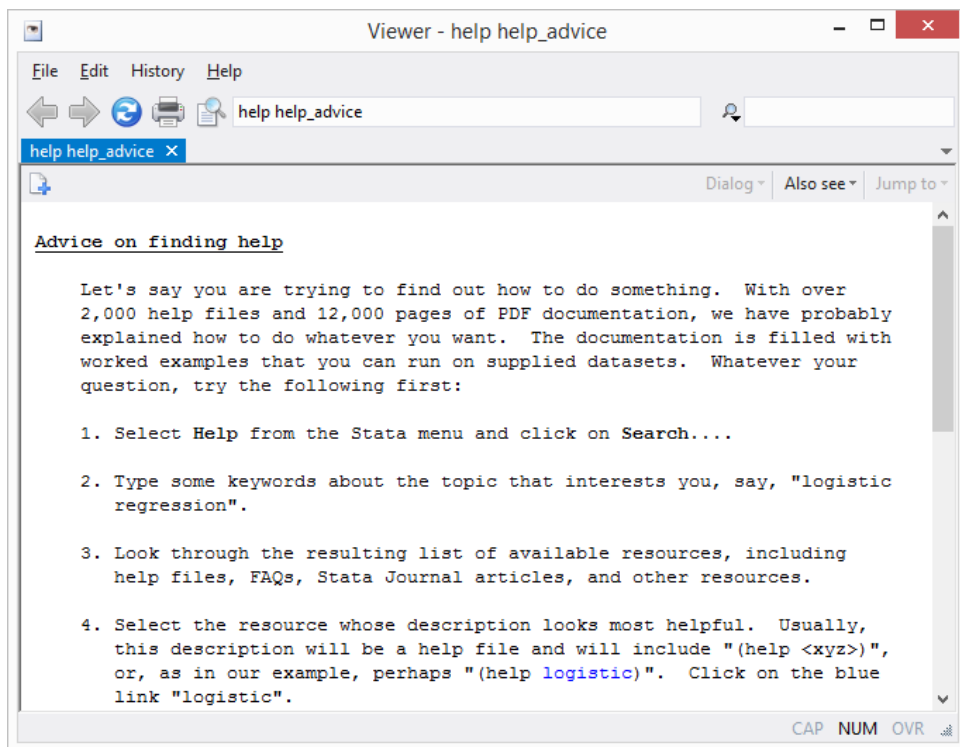 Viewer - help help_advice
File Edit History Help
help help_advice
help help_advice
Dialog Also see Jump to
Advice on finding help
Let's say you are trying to find out how to do something. With over
2,000 help files and 12,000 pages of PDF documentation, we have probably
explained how to do whatever you want. The documentation is filled with
worked examples that you can run on supplied datasets. Whatever your
question, try the following first:
1. Select Help from the Stata menu and click on Search....
2. Type some keywords about the topic that interests you, say, "logistic
regression".
3. Look through the resulting list of available resources, including
help files, FAQs, Stata Journal articles, and other resources.
4. Select the resource whose description looks most helpful. Usually,
this description will be a help file and will include "(help <xyz>)",
or, as in our example, perhaps "(help logistic)". Click on the blue
link "logistic".
CAP NUM OVR